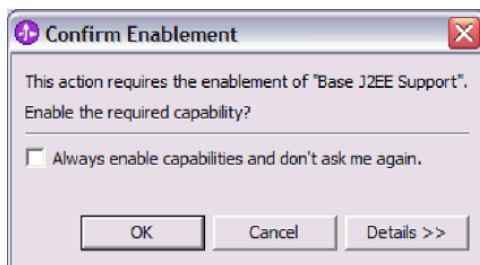 Confirm Enablement
This action requires the enablement of "Base J2EE Support".
Enable the required capability?
Always enable capabilities and don't ask me again.
OK Cancel Details >>